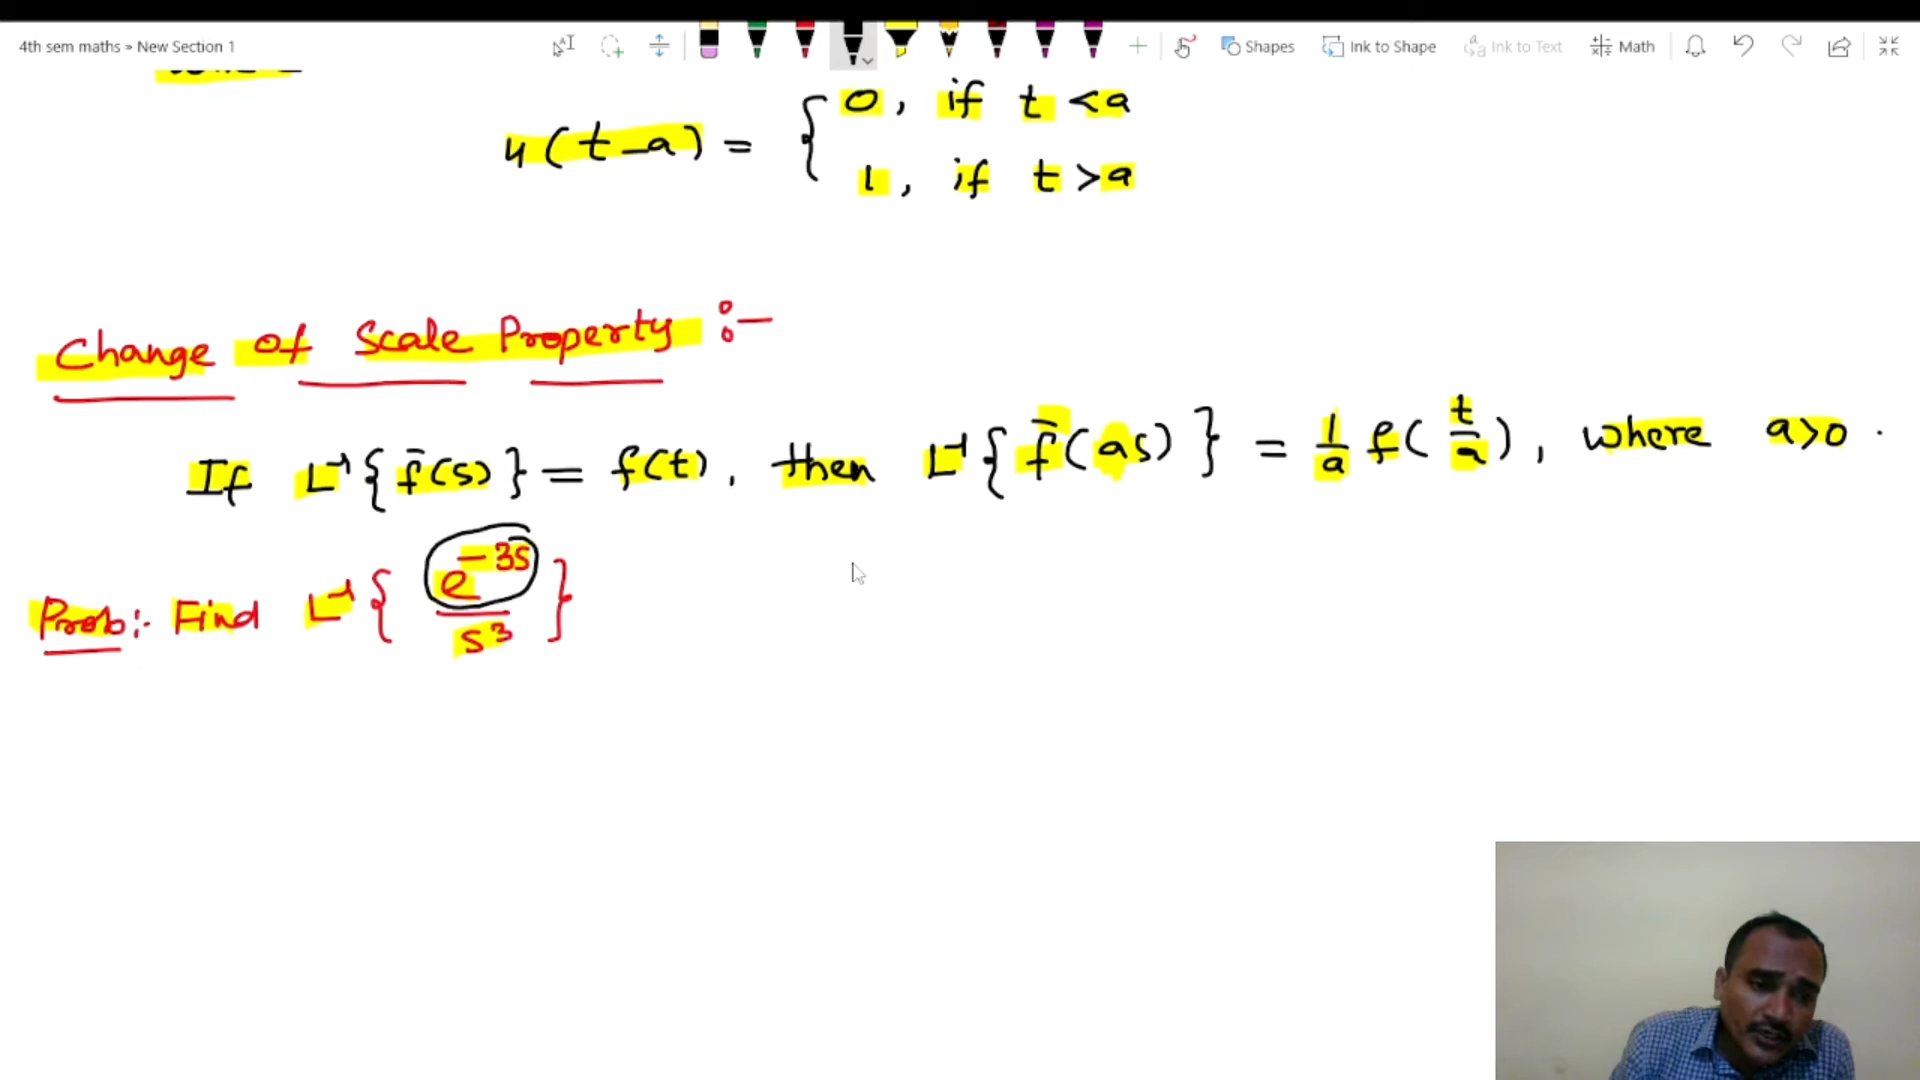 4th sem maths » New Section 1
Shapes
Ink to Shape
Ink to Text
Math
u(t-a) = { 0, if t <a
1, if t >a
Change of Scale Property :-
If L⁻¹{ f̄(s) } = f(t), then L⁻¹{ f̄(as) } = 1/a f(t/a), where a>0.
Prob:- Find L⁻¹{ e^-3s / s³ }